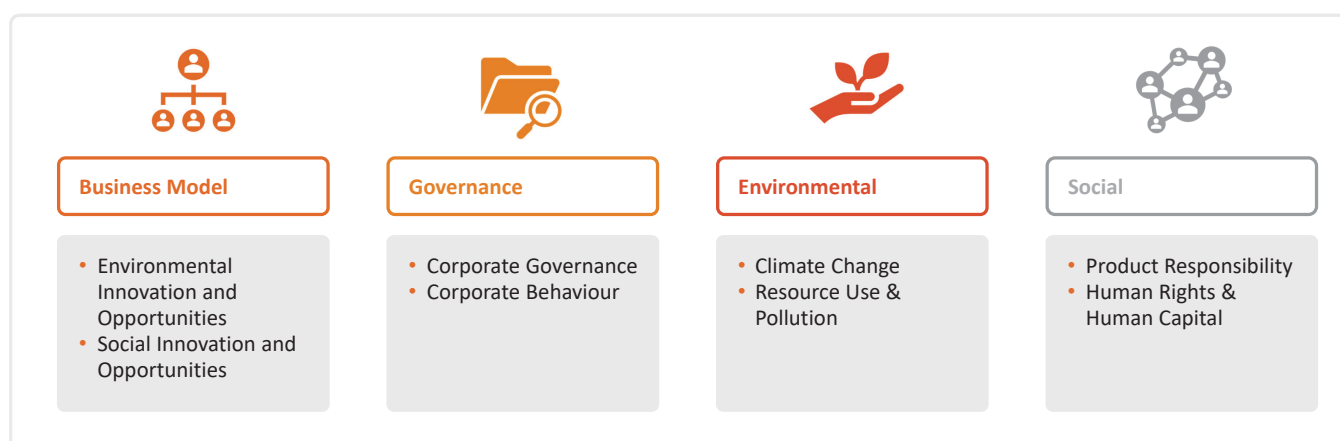 Business Model
• Environmental
Innovation and
Opportunities
• Social Innovation and
Opportunities
Governance
• Corporate Governance
• Corporate Behaviour
Environmental
• Climate Change
• Resource Use &
Pollution
Social
• Product Responsibility
• Human Rights &
Human Capital